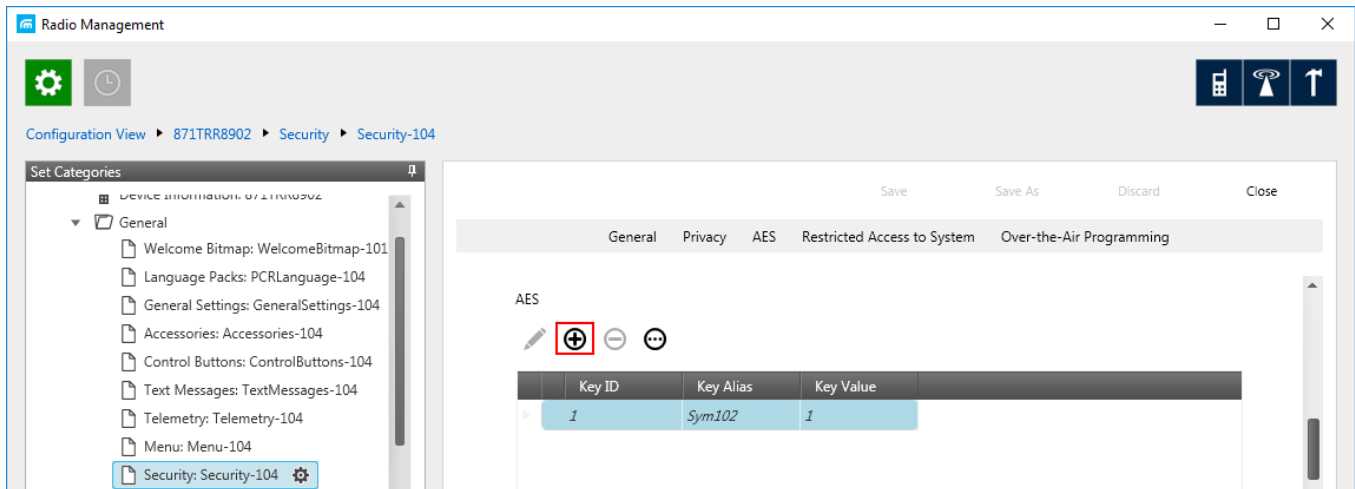 Radio Management
Configuration View 871TRR8902 Security Security-104
Set Categories
Device Information: 871TRR8902
General
Welcome Bitmap: WelcomeBitmap-101
Language Packs: PCRLanguage-104
General Settings: GeneralSettings-104
Accessories: Accessories-104
Control Buttons: ControlButtons-104
Text Messages: TextMessages-104
Telemetry: Telemetry-104
Menu: Menu-104
Security: Security-104
Save Save As Discard Close
General Privacy AES Restricted Access to System Over-the-Air Programming
AES
Key ID Key Alias Key Value
1 Sym102 1